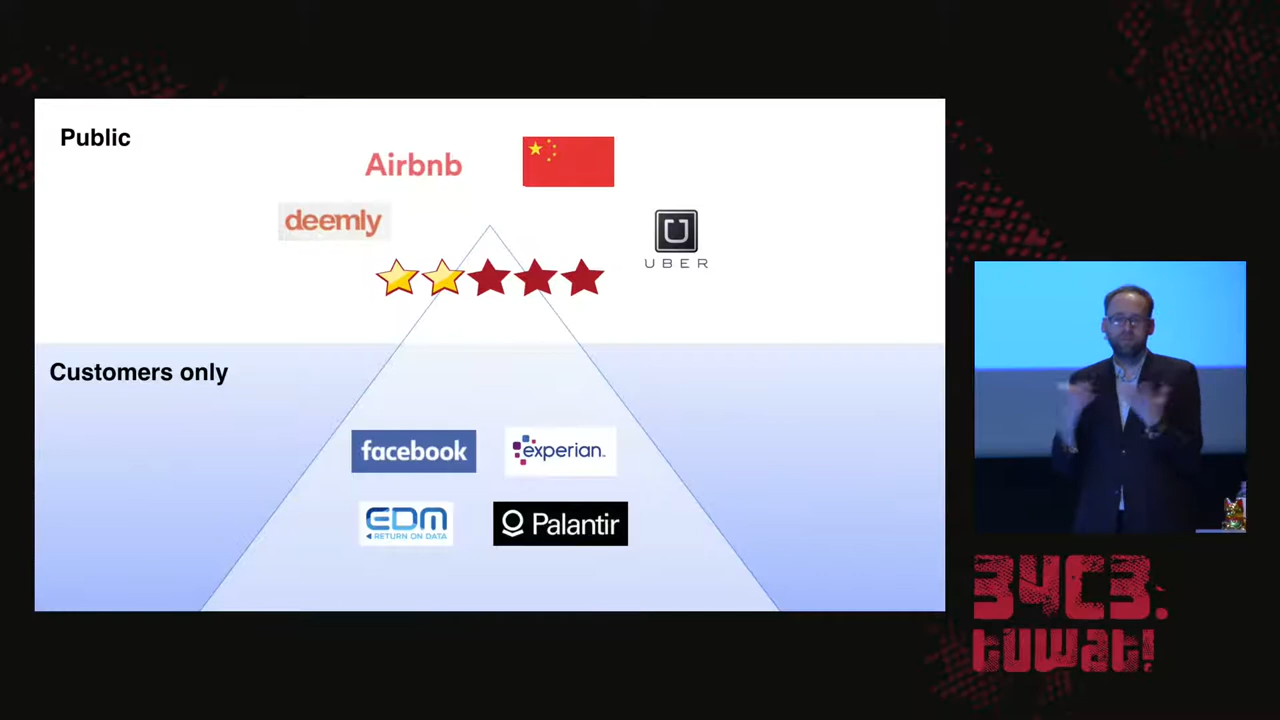 Public
Airbnb
deemly
UBER
Customers only
facebook
experian.
EDM
RETURN ON DATA
Palantir
34C3.
tuwat!